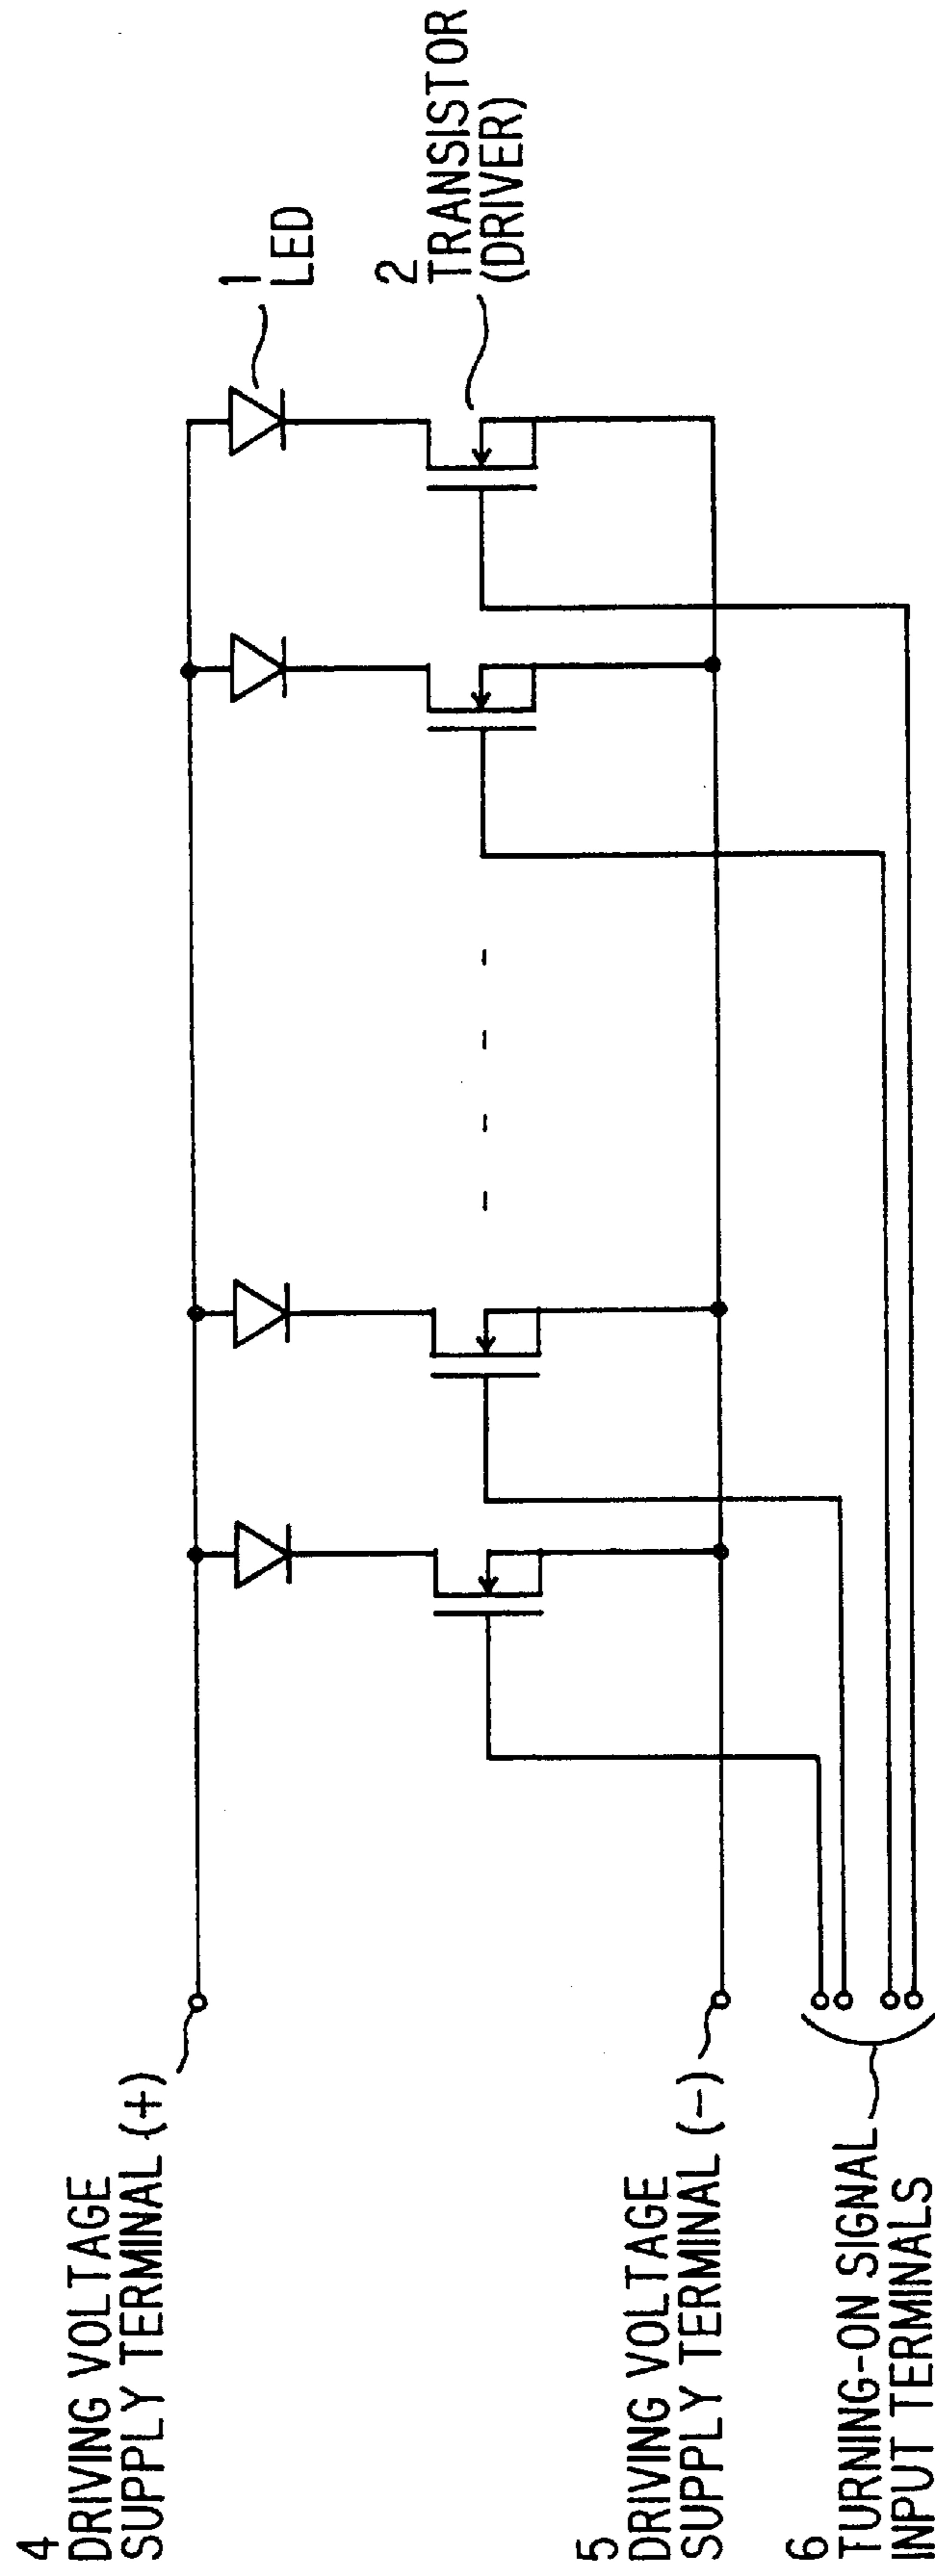 4
DRIVING VOLTAGE
SUPPLY TERMINAL (+)
5
DRIVING VOLTAGE
SUPPLY TERMINAL (-)
6
TURNING-ON SIGNAL
INPUT TERMINALS
1
LED
2
TRANSISTOR
(DRIVER)